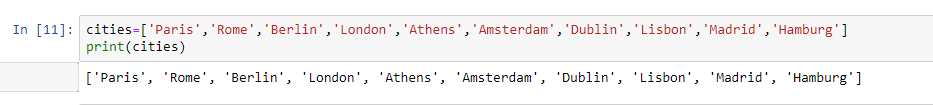 In [11]: cities=['Paris','Rome','Berlin','London','Athens','Amsterdam','Dublin','Lisbon','Madrid','Hamburg']
print(cities)
['Paris', 'Rome', 'Berlin', 'London', 'Athens', 'Amsterdam', 'Dublin', 'Lisbon', 'Madrid', 'Hamburg']